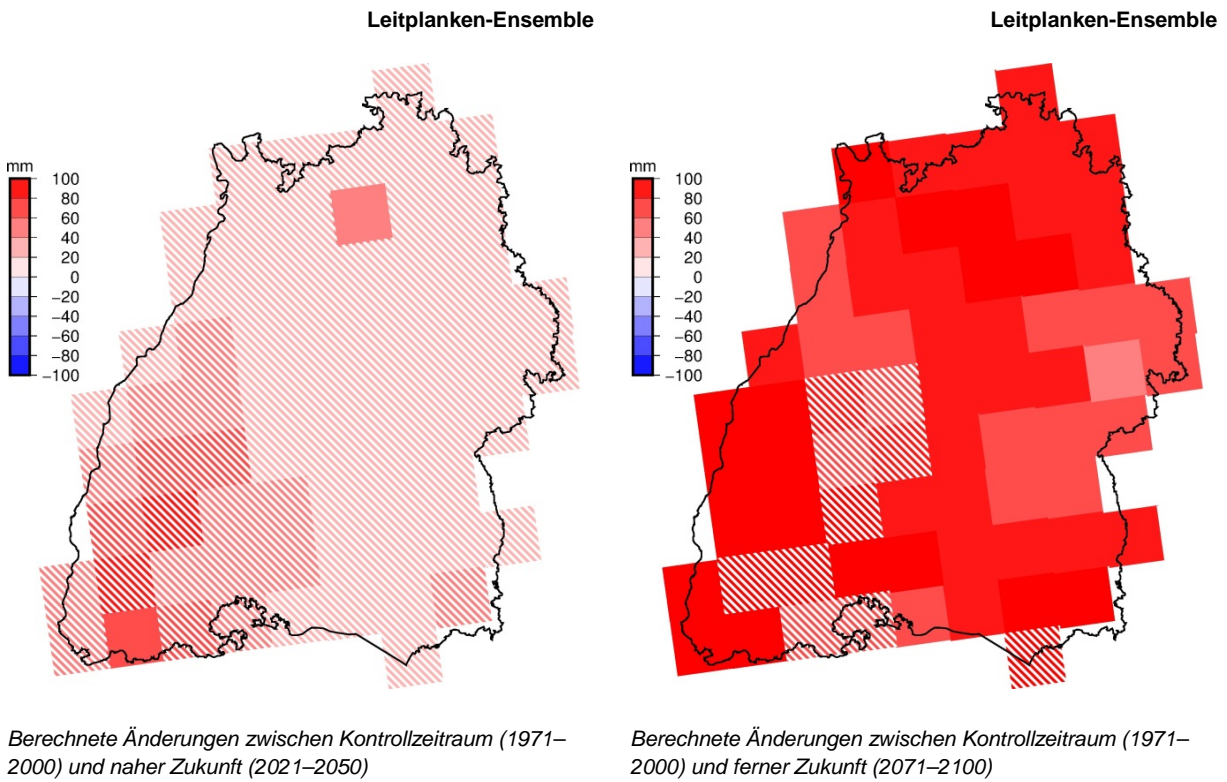 Leitplanken-Ensemble
mm
100
80
60
40
20
0
−20
−40
−60
−80
−100
Berechnete Änderungen zwischen Kontrollzeitraum (1971–
2000) und naher Zukunft (2021–2050)
Leitplanken-Ensemble
mm
100
80
60
40
20
0
−20
−40
−60
−80
−100
Berechnete Änderungen zwischen Kontrollzeitraum (1971–
2000) und ferner Zukunft (2071–2100)